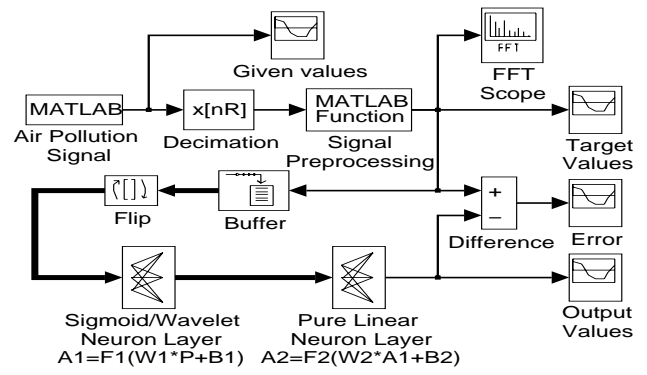 FFT
Given values
FFT
Scope
MATLAB
x[nR]
MATLAB
Function
Air Pollution
Signal
Decimation
Signal
Preprocessing
Target
Values
Flip
Buffer
+
−
Difference
Error
Sigmoid/Wavelet
Neuron Layer
A1=F1(W1*P+B1)
Pure Linear
Neuron Layer
A2=F2(W2*A1+B2)
Output
Values